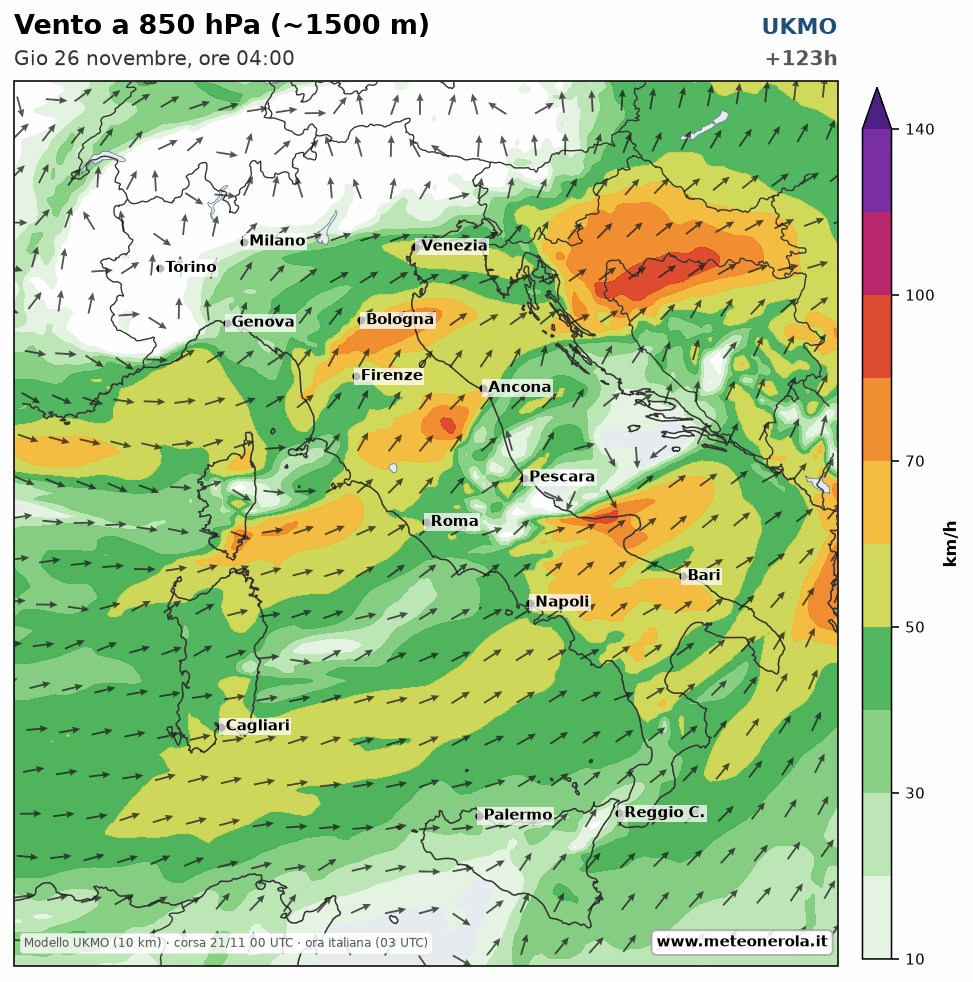 Vento a 850 hPa (~1500 m)
UKMO
Gio 26 novembre, ore 04:00
+123h
140
Milano
Venezia
Torino
100
Genova
Bologna
Firenze
Ancona
70
Pescara
Roma
km/h
Bari
Napoli
50
Cagliari
30
Palermo
Reggio C.
Modello UKMO (10 km) · corsa 21/11 00 UTC · ora italiana (03 UTC)
www.meteonerola.it
10